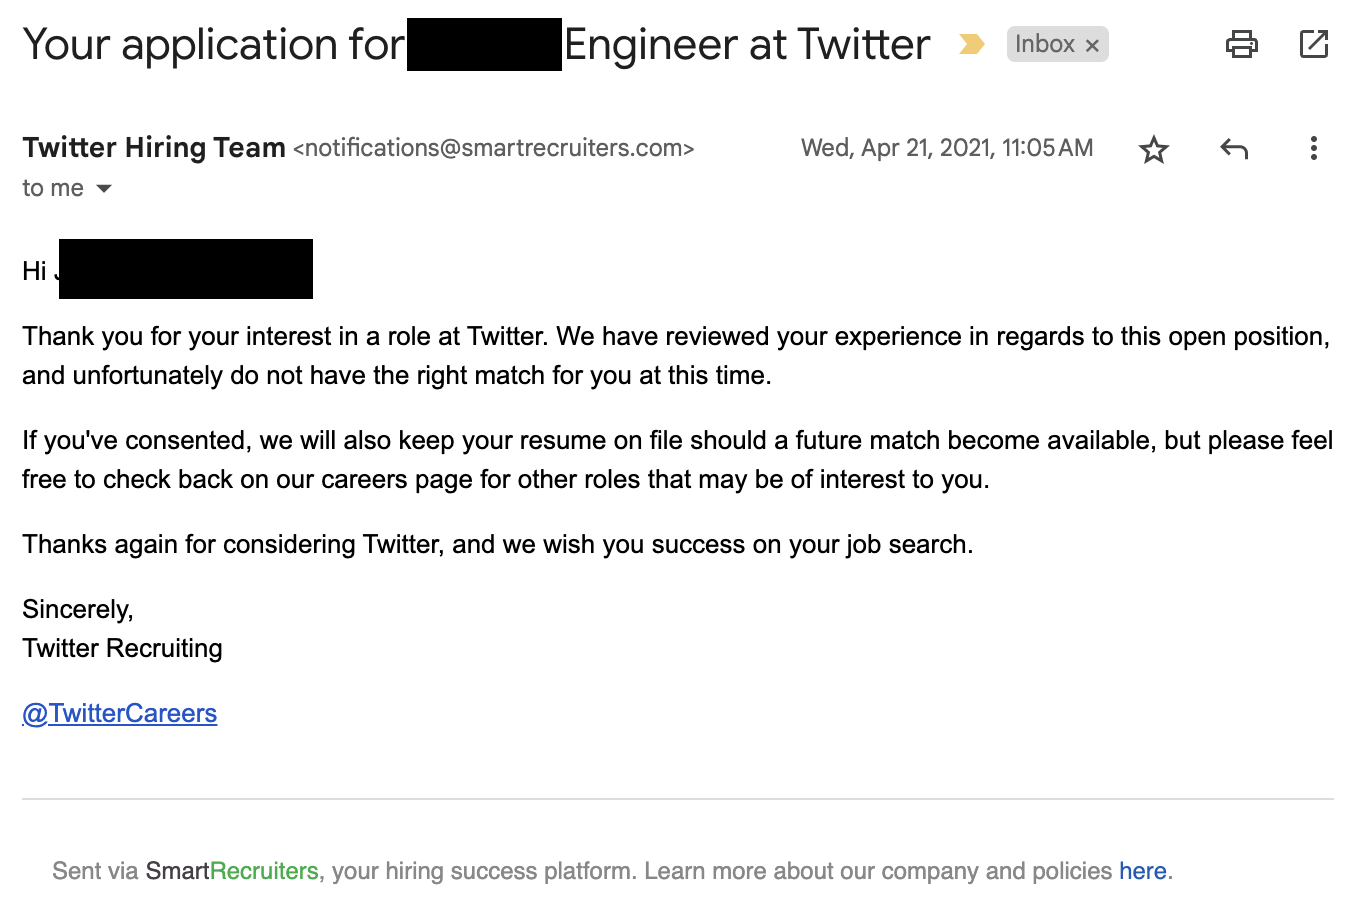 Your application for Engineer at Twitter Inbox ×
Twitter Hiring Team <notifications@smartrecruiters.com> Wed, Apr 21, 2021, 11:05 AM
to me
Hi
Thank you for your interest in a role at Twitter. We have reviewed your experience in regards to this open position,
and unfortunately do not have the right match for you at this time.
If you've consented, we will also keep your resume on file should a future match become available, but please feel
free to check back on our careers page for other roles that may be of interest to you.
Thanks again for considering Twitter, and we wish you success on your job search.
Sincerely,
Twitter Recruiting
@TwitterCareers
Sent via SmartRecruiters, your hiring success platform. Learn more about our company and policies here.